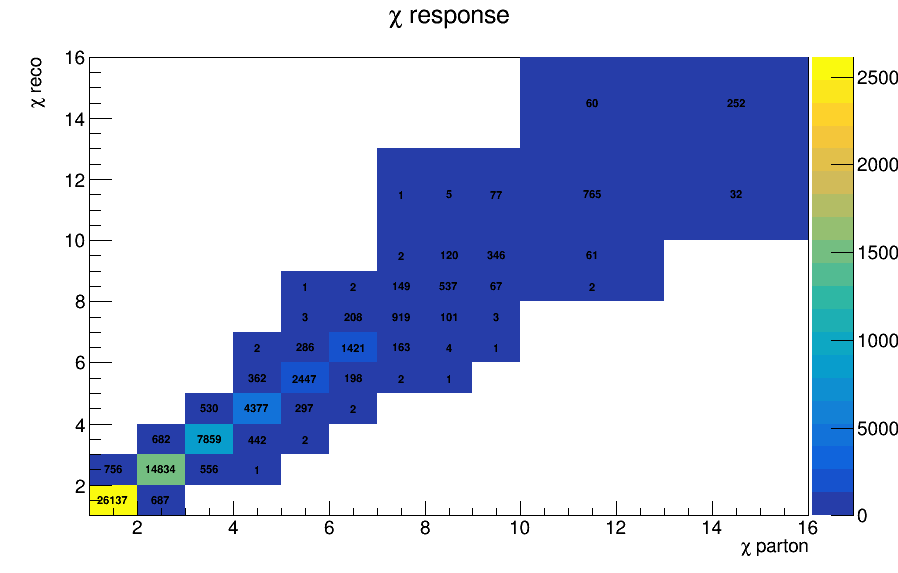 χ response
χ reco
16
14
12
10
8
6
4
2
60 252
1 5 77 765 32
2 120 346 61
1 2 149 537 67 2
3 208 919 101 3
2 286 1421 163 4 1
362 2447 198 2 1
530 4377 297 2
682 7859 442 2
756 14834 556 1
26137 687
2 4 6 8 10 12 14 16
χ parton
2500
2000
1500
1000
5000
0